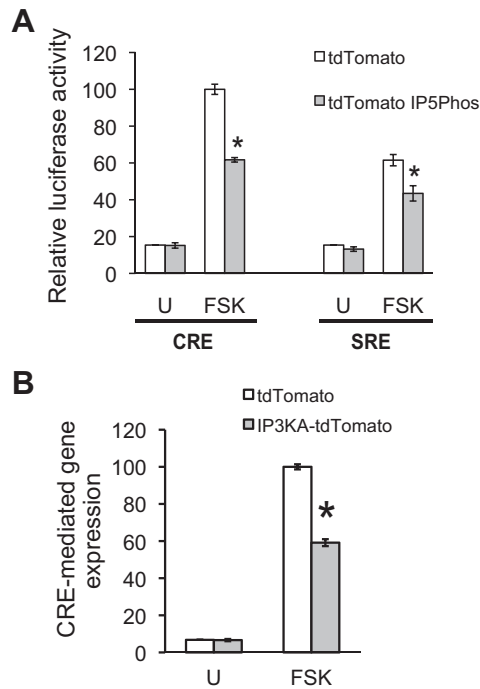 A
Relative luciferase activity
120
100
80
60
40
20
0
tdTomato
tdTomato IP5Phos
*
*
U FSK U FSK
CRE SRE
B
CRE-mediated gene
expression
120
100
80
60
40
20
0
tdTomato
IP3KA-tdTomato
*
U FSK